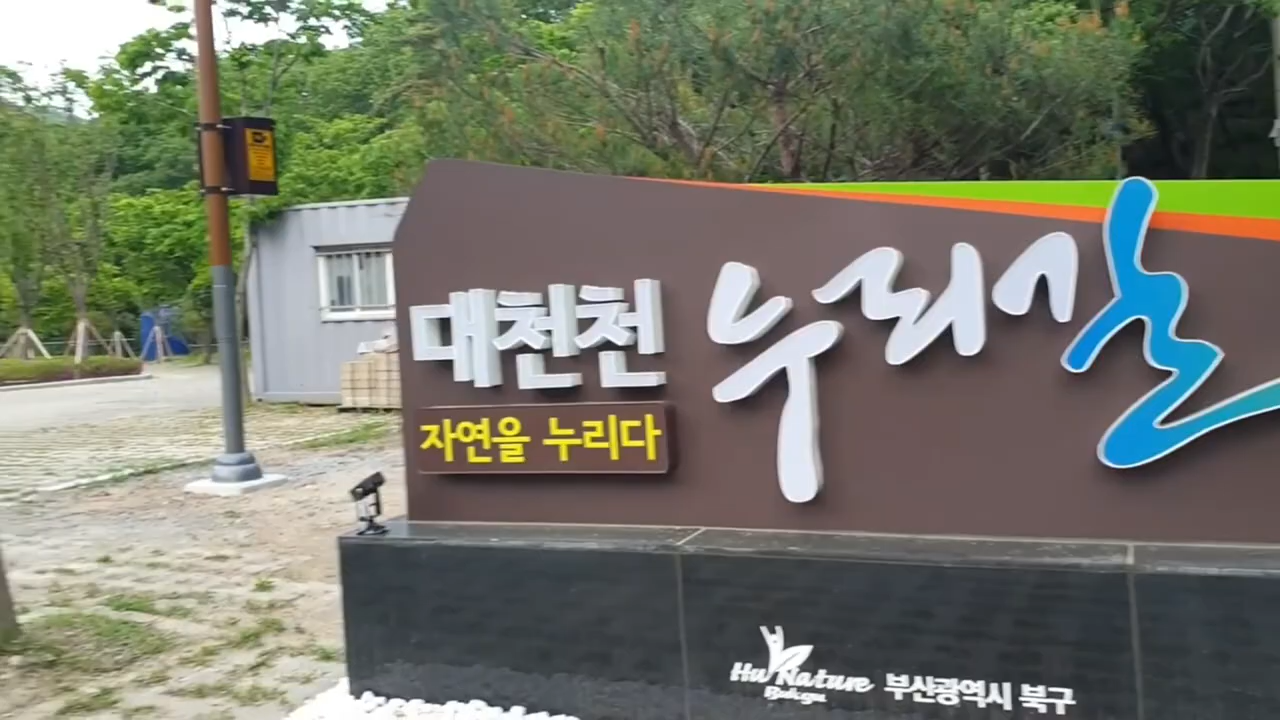 대천천 누리길
자연을 누리다
Hu Nature
Bukgu
부산광역시 북구